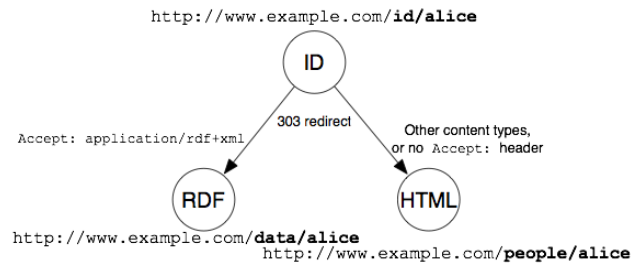 http://www.example.com/id/alice
ID
303 redirect
Accept: application/rdf+xml
Other content types,
or no Accept: header
RDF
HTML
http://www.example.com/data/alice
http://www.example.com/people/alice